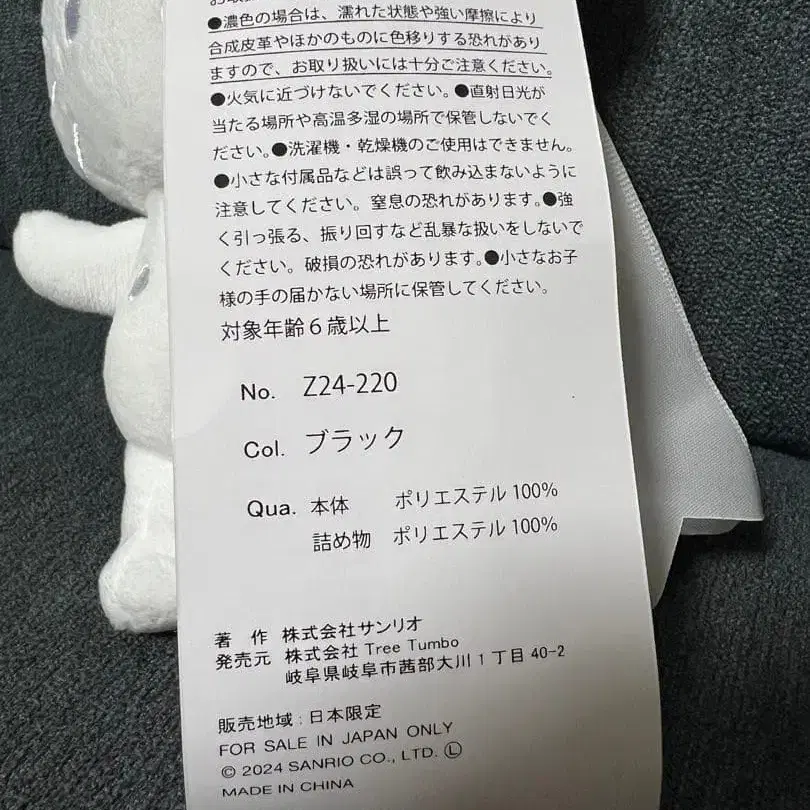 ●濃色の場合は、濡れた状態や強い摩擦により
合成皮革やほかのものに色移りする恐れがあり
ますので、お取り扱いには十分ご注意ください。
●火気に近づけないでください。●直射日光が
当たる場所や高温多湿の場所で保管しないでく
ださい。●洗濯機・乾燥機のご使用はできません。
●小さな付属品などは誤って飲み込まないように
注意してください。窒息の恐れがあります。●強
く引っ張る、振り回すなど乱暴な扱いをしないで
ください。破損の恐れがあります。●小さなお子
様の手の届かない場所に保管してください。
対象年齢６歳以上
No. Z24-220
Col. ブラック
Qua. 本体 ポリエステル 100%
詰め物 ポリエステル 100%
著 作 株式会社サンリオ
発売元 株式会社 Tree Tumbo
岐阜県岐阜市茜部大川１丁目 40-2
販売地域：日本限定
FOR SALE IN JAPAN ONLY
© 2024 SANRIO CO., LTD. Ⓛ
MADE IN CHINA